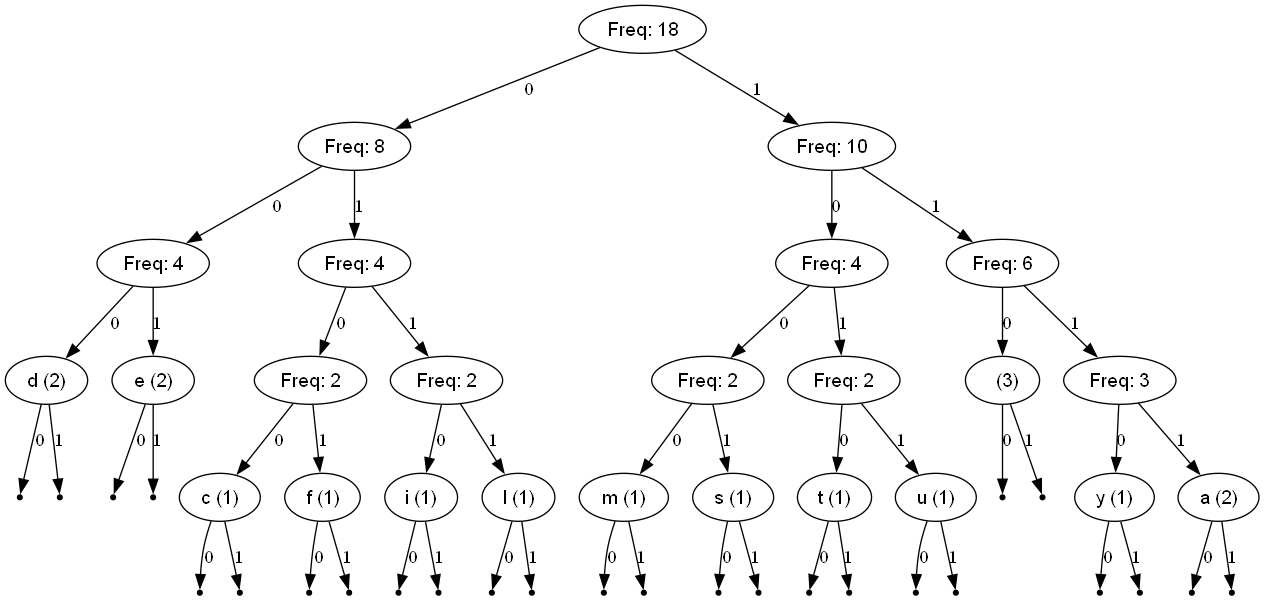 Freq: 18
0 1
Freq: 8 Freq: 10
0 1 0 1
Freq: 4 Freq: 4 Freq: 4 Freq: 6
0 1 0 1 0 1 0 1
d (2) e (2) Freq: 2 Freq: 2 Freq: 2 Freq: 2 (3) Freq: 3
0 1 0 1 0 1 0 1 0 1 0 1 0 1 0 1
c (1) f (1) i (1) l (1) m (1) s (1) t (1) u (1) y (1) a (2)
0 1 0 1 0 1 0 1 0 1 0 1 0 1 0 1 0 1 0 1